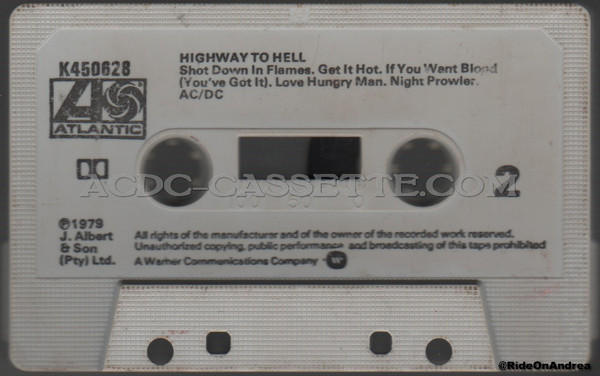 K450628
HIGHWAY TO HELL
Shot Down In Flames. Get It Hot. If You Want Blood
(You've Got It). Love Hungry Man. Night Prowler.
AC/DC
ATLANTIC
ACDC-CASSETTE.COM
100 50 0
2
℗1979
J. Albert
& Son
(Pty) Ltd.
All rights of the manufacturer and of the owner of the recorded work reserved.
Unauthorized copying, public performance and broadcasting of this tape prohibited
A Warner Communications Company
@RideOnAndrea